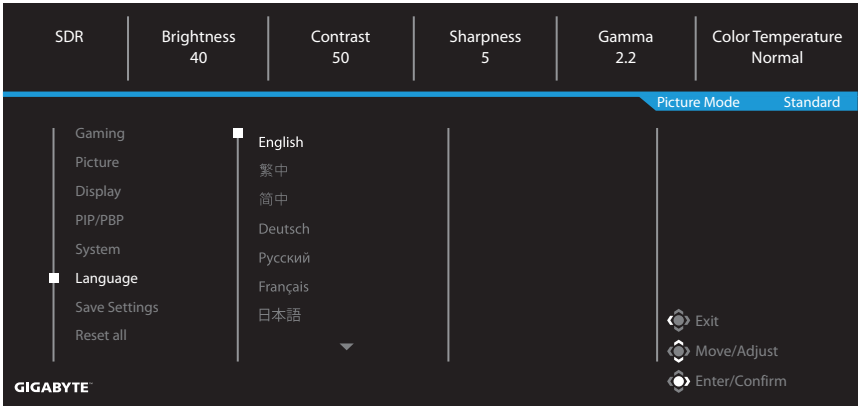 SDR
Brightness
40
Contrast
50
Sharpness
5
Gamma
2.2
Color Temperature
Normal
Picture Mode Standard
Gaming
Picture
Display
PIP/PBP
System
Language
Save Settings
Reset all
English
繁中
简中
Deutsch
Русский
Français
日本語
Exit
Move/Adjust
Enter/Confirm
GIGABYTE™